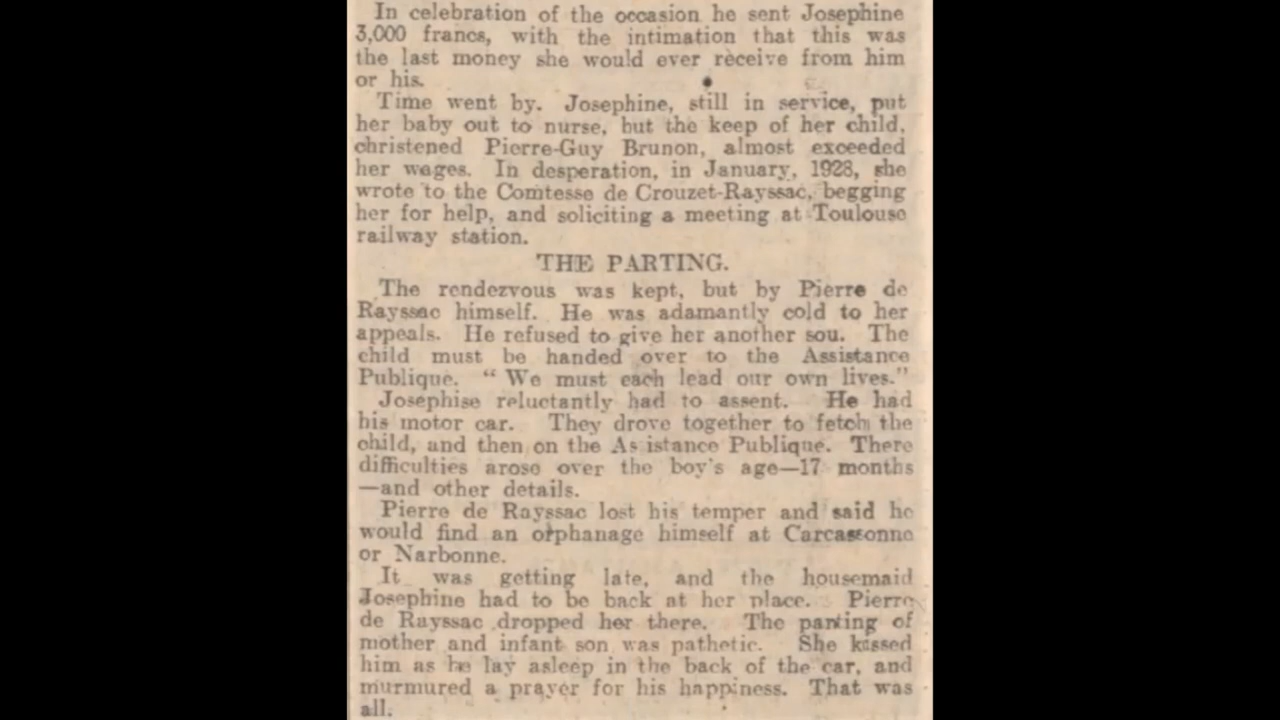 In celebration of the occasion he sent Josephine
3,000 francs, with the intimation that this was
the last money she would ever receive from him
or his.
Time went by. Josephine, still in service, put
her baby out to nurse, but the keep of her child,
christened Pierre-Guy Brunon, almost exceeded
her wages. In desperation, in January, 1928, she
wrote to the Comtesse de Crouzet-Rayssac, begging
her for help, and soliciting a meeting at Toulouse
railway station.
THE PARTING.
The rendezvous was kept, but by Pierre de
Rayssac himself. He was adamantly cold to her
appeals. He refused to give her another sou. The
child must be handed over to the Assistance
Publique. “ We must each lead our own lives.”
Josephise reluctantly had to assent. He had
his motor car. They drove together to fetch the
child, and then on the As istance Publique. There
difficulties arose over the boy's age—17 months
—and other details.
Pierre de Rayssac lost his temper and said he
would find an orphanage himself at Carcassonne
or Narbonne.
It was getting late, and the housemaid
Josephine had to be back at her place. Pierre
de Rayssac dropped her there. The parting of
mother and infant son was pathetic. She kissed
him as he lay asleep in the back of the car, and
murmured a prayer for his happiness. That was
all.